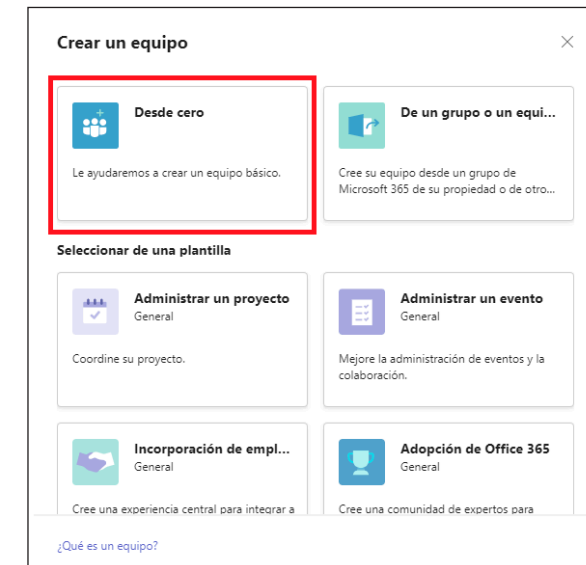 Crear un equipo
Desde cero
Le ayudaremos a crear un equipo básico.
De un grupo o un equi...
Cree su equipo desde un grupo de
Microsoft 365 de su propiedad o de otro...
Seleccionar de una plantilla
Administrar un proyecto
General
Coordine su proyecto.
Administrar un evento
General
Mejore la administración de eventos y la
colaboración.
Incorporación de empl...
General
Cree una experiencia central para integrar a
Adopción de Office 365
General
Cree una comunidad de expertos para
¿Qué es un equipo?